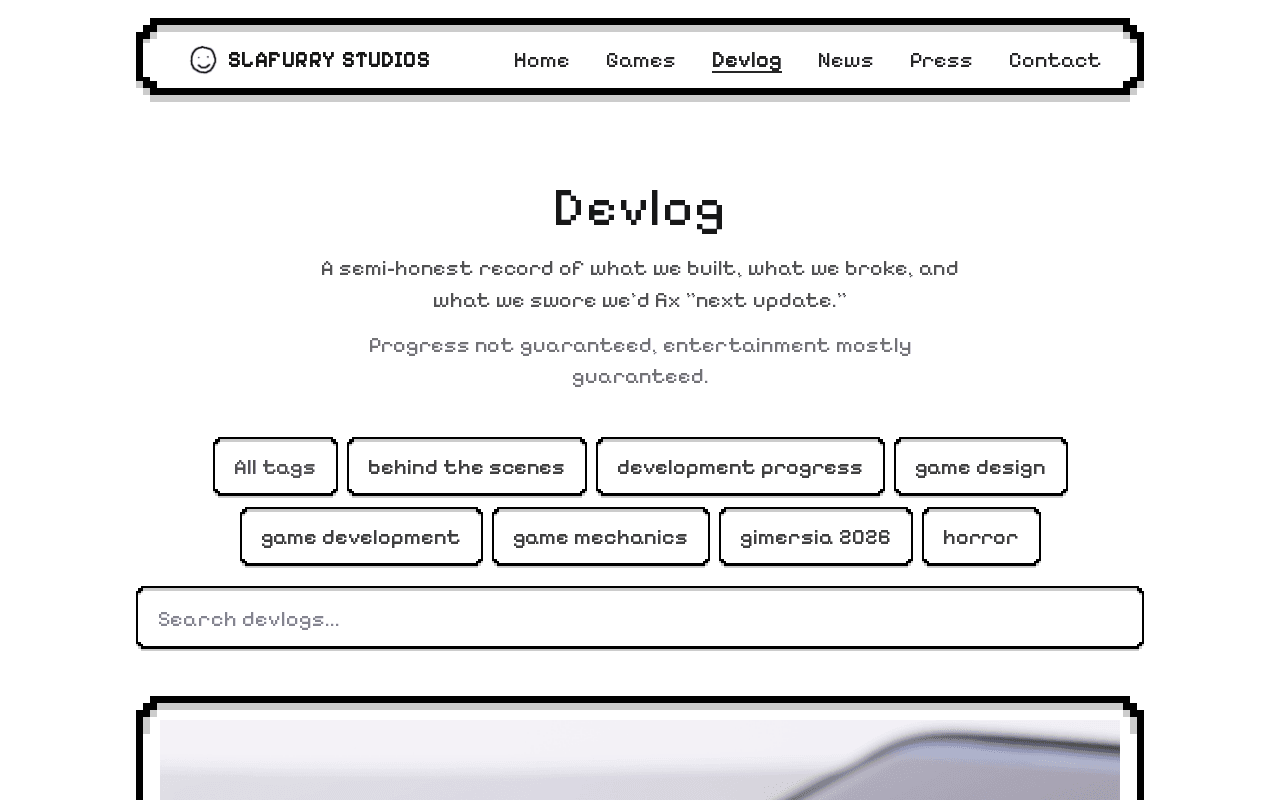 SLAFURRY STUDIOS Home Games Devlog News Press Contact
Devlog
A semi-honest record of what we built, what we broke, and
what we swore we'd fix "next update."
Progress not guaranteed, entertainment mostly
guaranteed.
All tags behind the scenes development progress game design
game development game mechanics gimersia 2026 horror
Search devlogs...